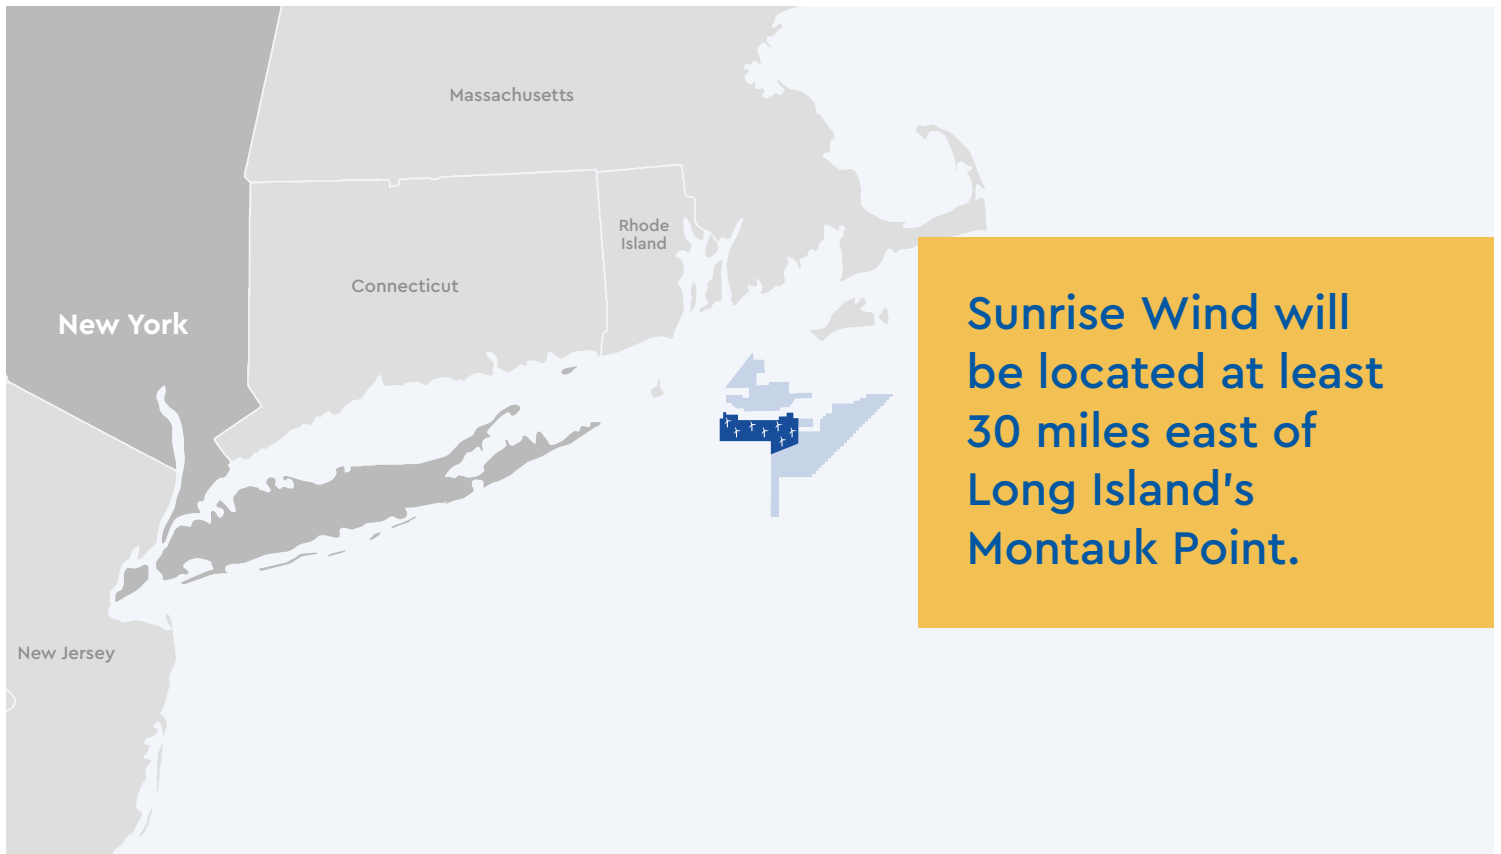 Massachusetts
Rhode
Island
Connecticut
New York
Sunrise Wind will
be located at least
30 miles east of
Long Island's
Montauk Point.
New Jersey